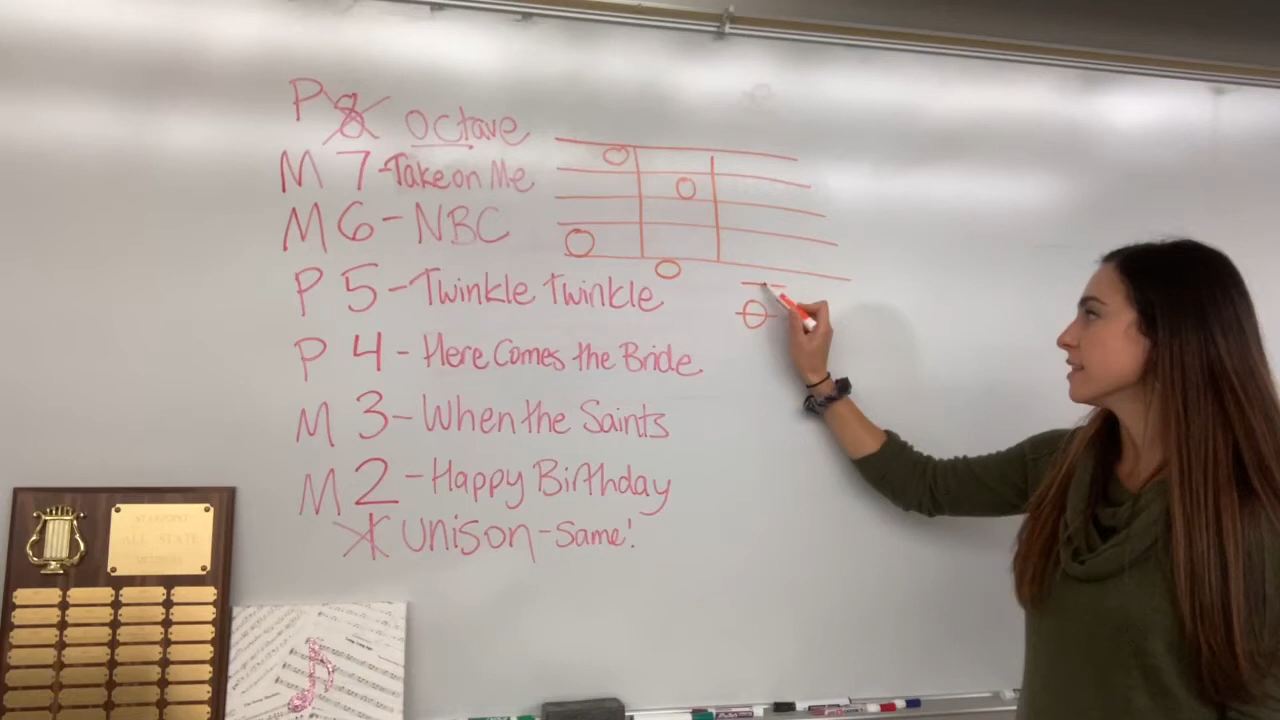 P 8 octave
M 7-Take on Me
M 6-NBC
P 5-Twinkle Twinkle
P 4-Here Comes the Bride
M 3-When the Saints
M 2-Happy Birthday
X Unison-same!
ALL STATE